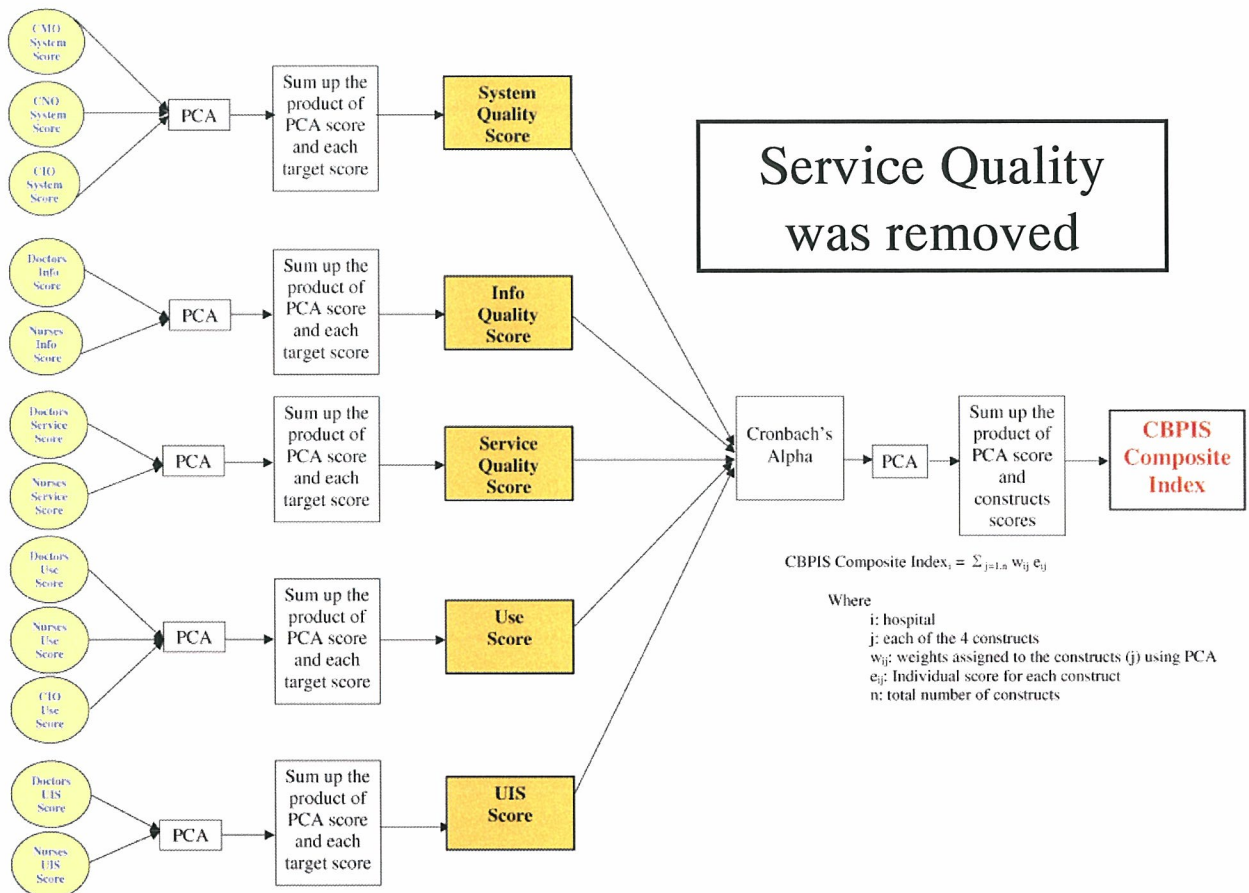 CMO
System
Score
CNO
System
Score
CIO
System
Score
PCA
Sum up the
product of
PCA score
and each
target score
System
Quality
Score
Service Quality
was removed
Doctors
Info
Score
Nurses
Info
Score
PCA
Sum up the
product of
PCA score
and each
target score
Info
Quality
Score
Doctors
Service
Score
Nurses
Service
Score
PCA
Sum up the
product of
PCA score
and each
target score
Service
Quality
Score
Doctors
Use
Score
Nurses
Use
Score
CIO
Use
Score
PCA
Sum up the
product of
PCA score
and each
target score
Use
Score
Doctors
UIS
Score
Nurses
UIS
Score
PCA
Sum up the
product of
PCA score
and each
target score
UIS
Score
Cronbach's
Alpha
PCA
Sum up the
product of
PCA score
and
constructs
scores
CBPIS
Composite
Index
CBPIS Composite Indexᵢ = Σ j=1.n wij eij
Where
i: hospital
j: each of the 4 constructs
wij: weights assigned to the constructs (j) using PCA
eij: Individual score for each construct
n: total number of constructs